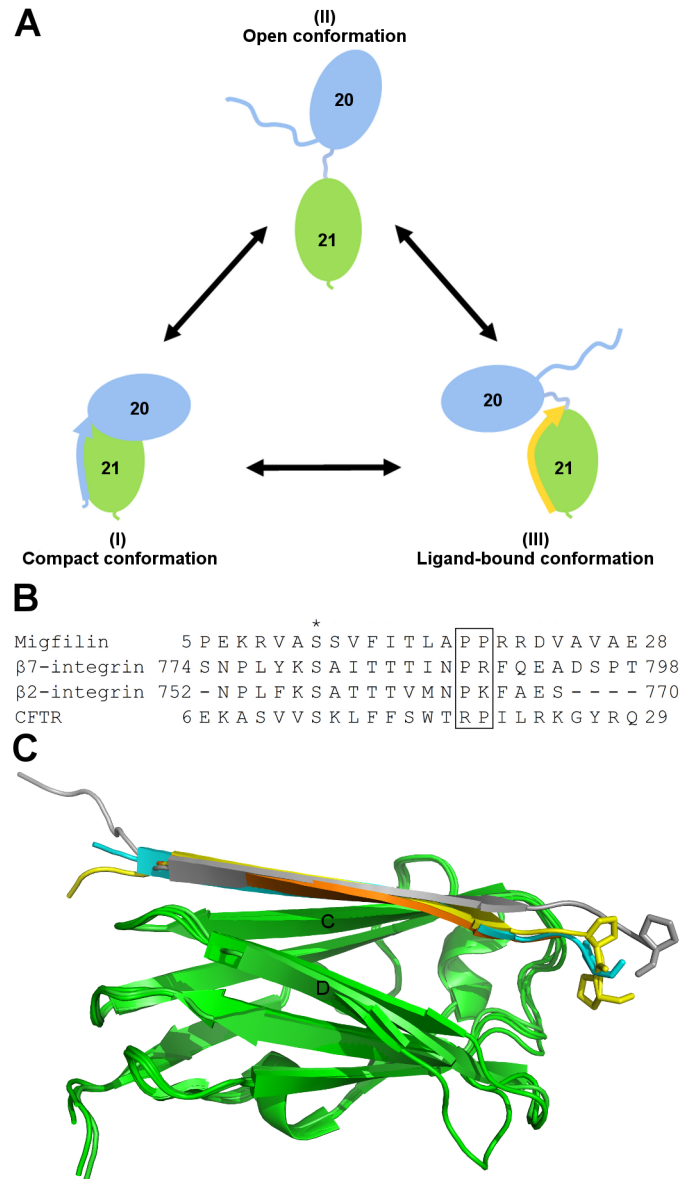 A
(II)
Open conformation
20
21
20
21
20
21
(I)
Compact conformation
(III)
Ligand-bound conformation
B
*
Migfilin 5 P E K R V A S S V F I T L A P P R R D V A V A E 28
β7-integrin 774 S N P L Y K S A I T T T I N P R F Q E A D S P T 798
β2-integrin 752 - N P L F K S A T T T V M N P K F A E S - - - - 770
CFTR 6 E K A S V V S K L F F S W T R P I L R K G Y R Q 29
C
C
D